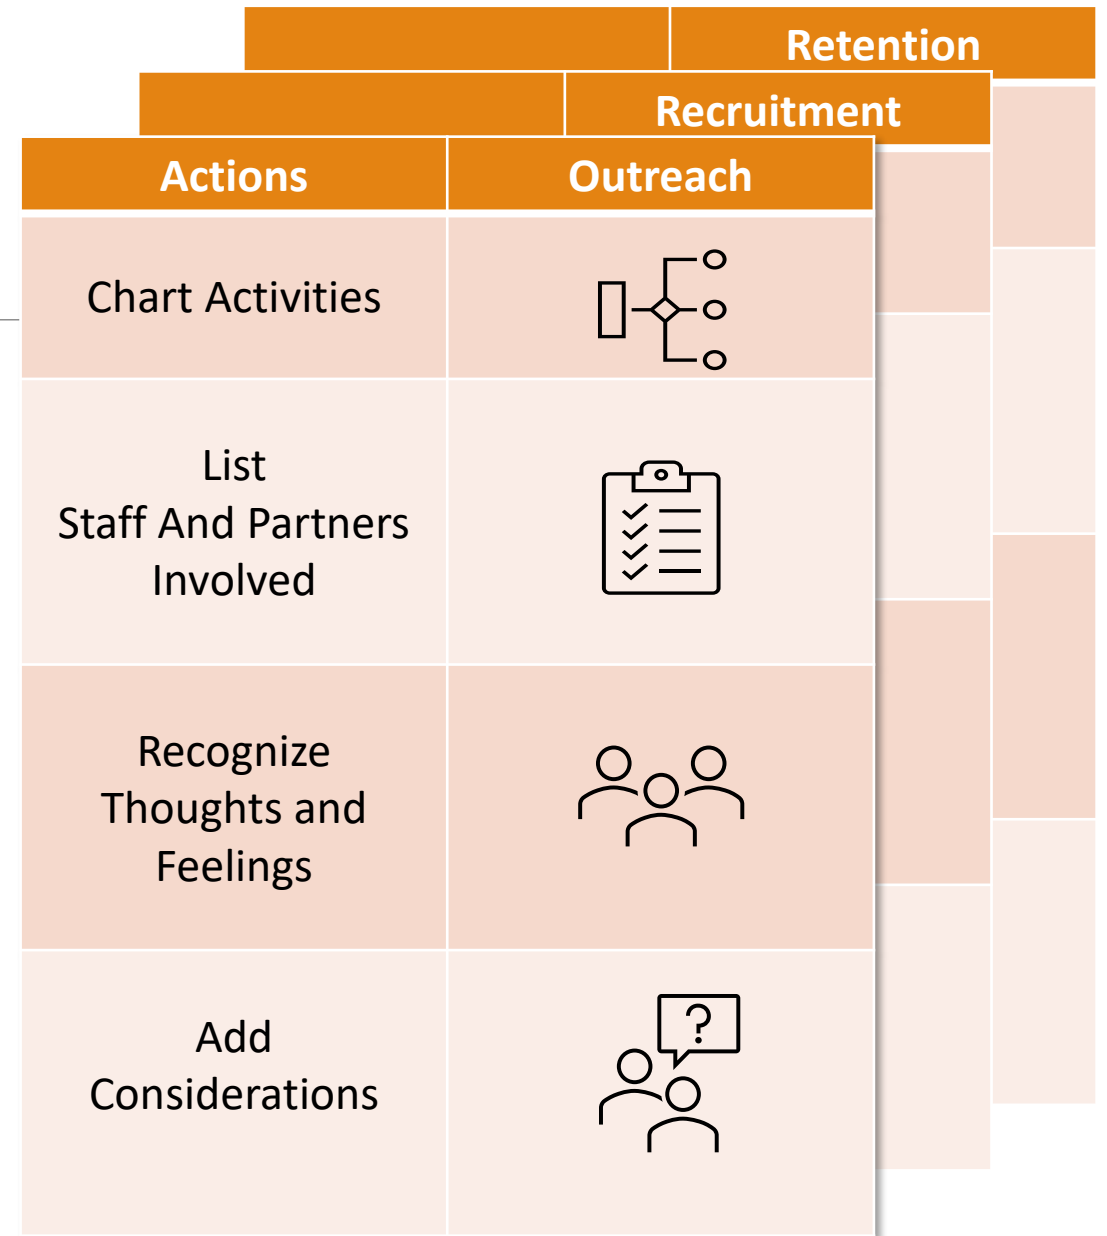 Retention
Recruitment
Actions Outreach
Chart Activities
List
Staff And Partners
Involved
Recognize
Thoughts and
Feelings
Add
Considerations
?